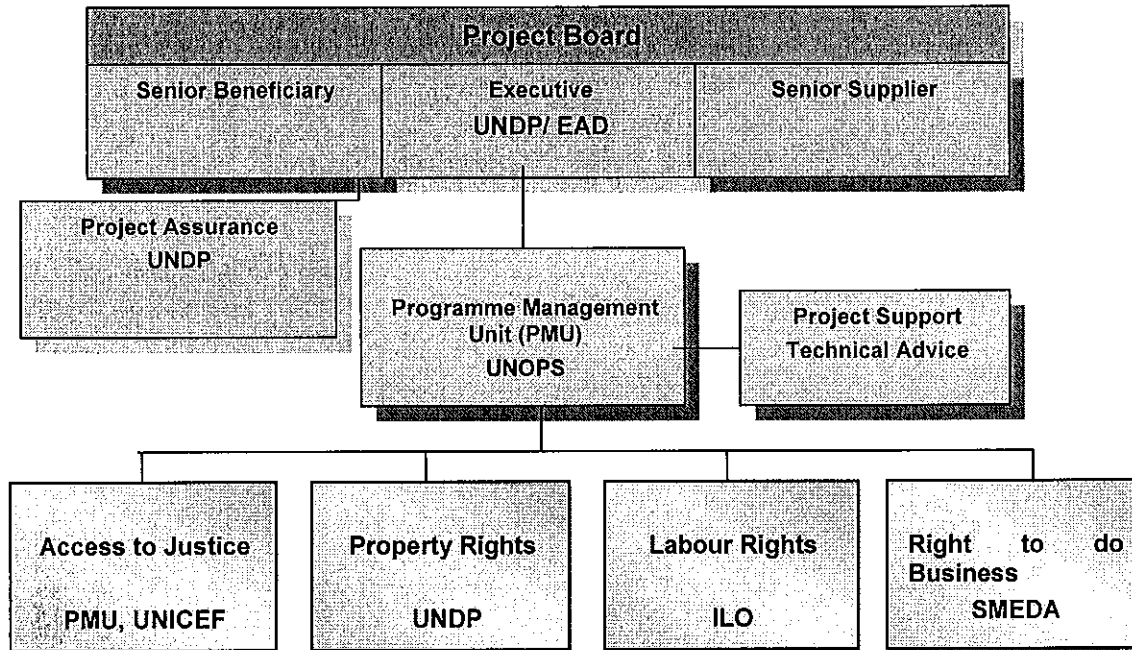 Project Board
Senior Beneficiary
Executive
UNDP/ EAD
Senior Supplier
Project Assurance
UNDP
Programme Management
Unit (PMU)
UNOPS
Project Support
Technical Advice
Access to Justice
PMU, UNICEF
Property Rights
UNDP
Labour Rights
ILO
Right to do
Business
SMEDA